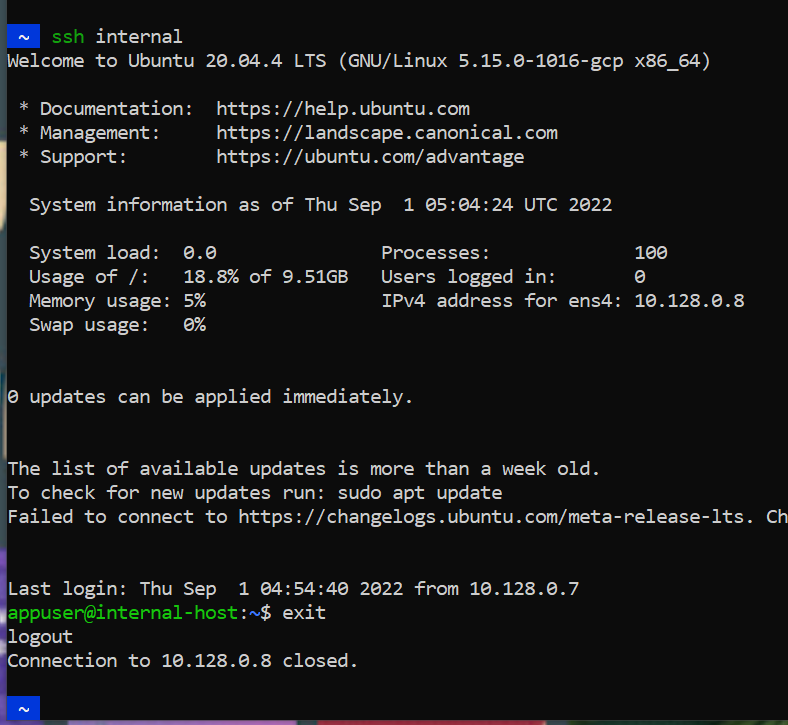 ~ ssh internal
Welcome to Ubuntu 20.04.4 LTS (GNU/Linux 5.15.0-1016-gcp x86_64)
* Documentation: https://help.ubuntu.com
* Management: https://landscape.canonical.com
* Support: https://ubuntu.com/advantage
System information as of Thu Sep 1 05:04:24 UTC 2022
System load: 0.0 Processes: 100
Usage of /: 18.8% of 9.51GB Users logged in: 0
Memory usage: 5% IPv4 address for ens4: 10.128.0.8
Swap usage: 0%
0 updates can be applied immediately.
The list of available updates is more than a week old.
To check for new updates run: sudo apt update
Failed to connect to https://changelogs.ubuntu.com/meta-release-lts. Ch
Last login: Thu Sep 1 04:54:40 2022 from 10.128.0.7
appuser@internal-host:~$ exit
logout
Connection to 10.128.0.8 closed.
~